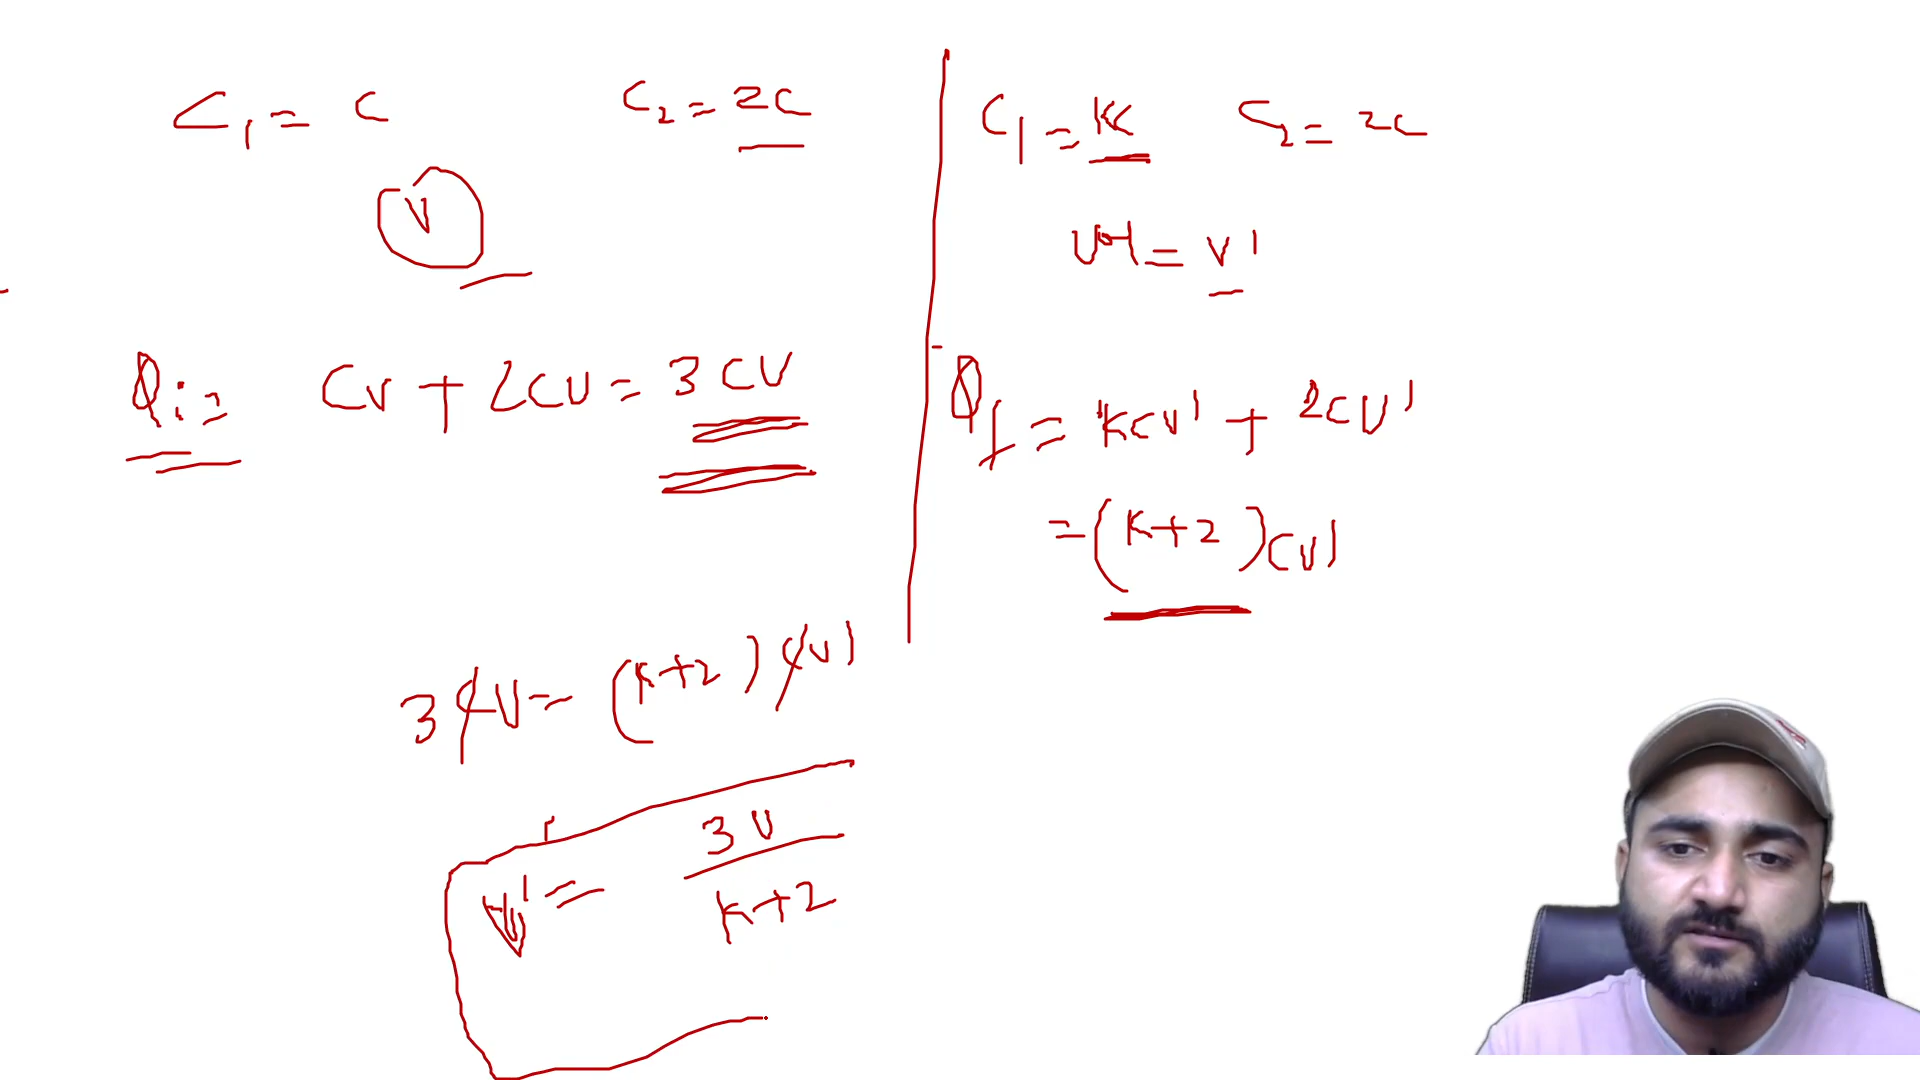 C₁ = C    C₂ = 2C
V
Qi = CV + 2CV = 3CV
C₁ = KC    C₂ = 2C
= V'
Qf = KCV' + 2CV'
= (K+2)CV'
3CV = (K+2)CV'
V' = 3V / K+2